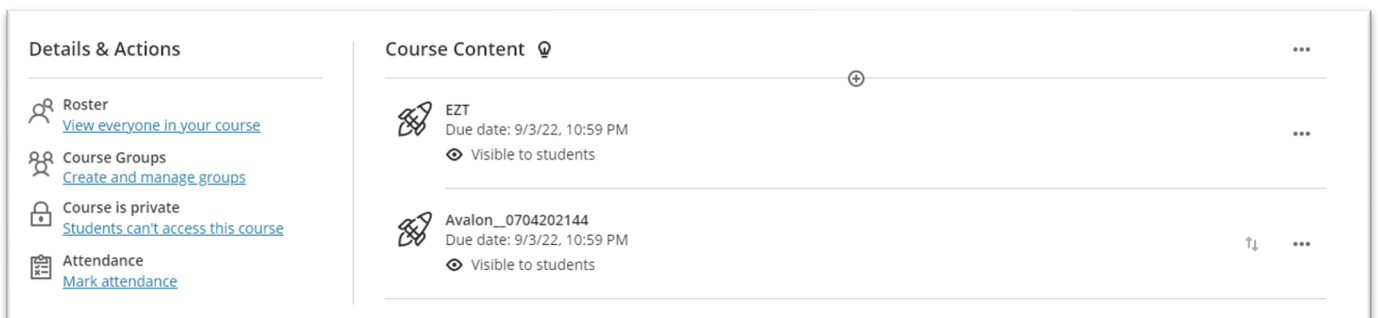 Details & Actions
Roster
View everyone in your course
Course Groups
Create and manage groups
Course is private
Students can't access this course
Attendance
Mark attendance
Course Content
EZT
Due date: 9/3/22, 10:59 PM
Visible to students
Avalon__0704202144
Due date: 9/3/22, 10:59 PM
Visible to students